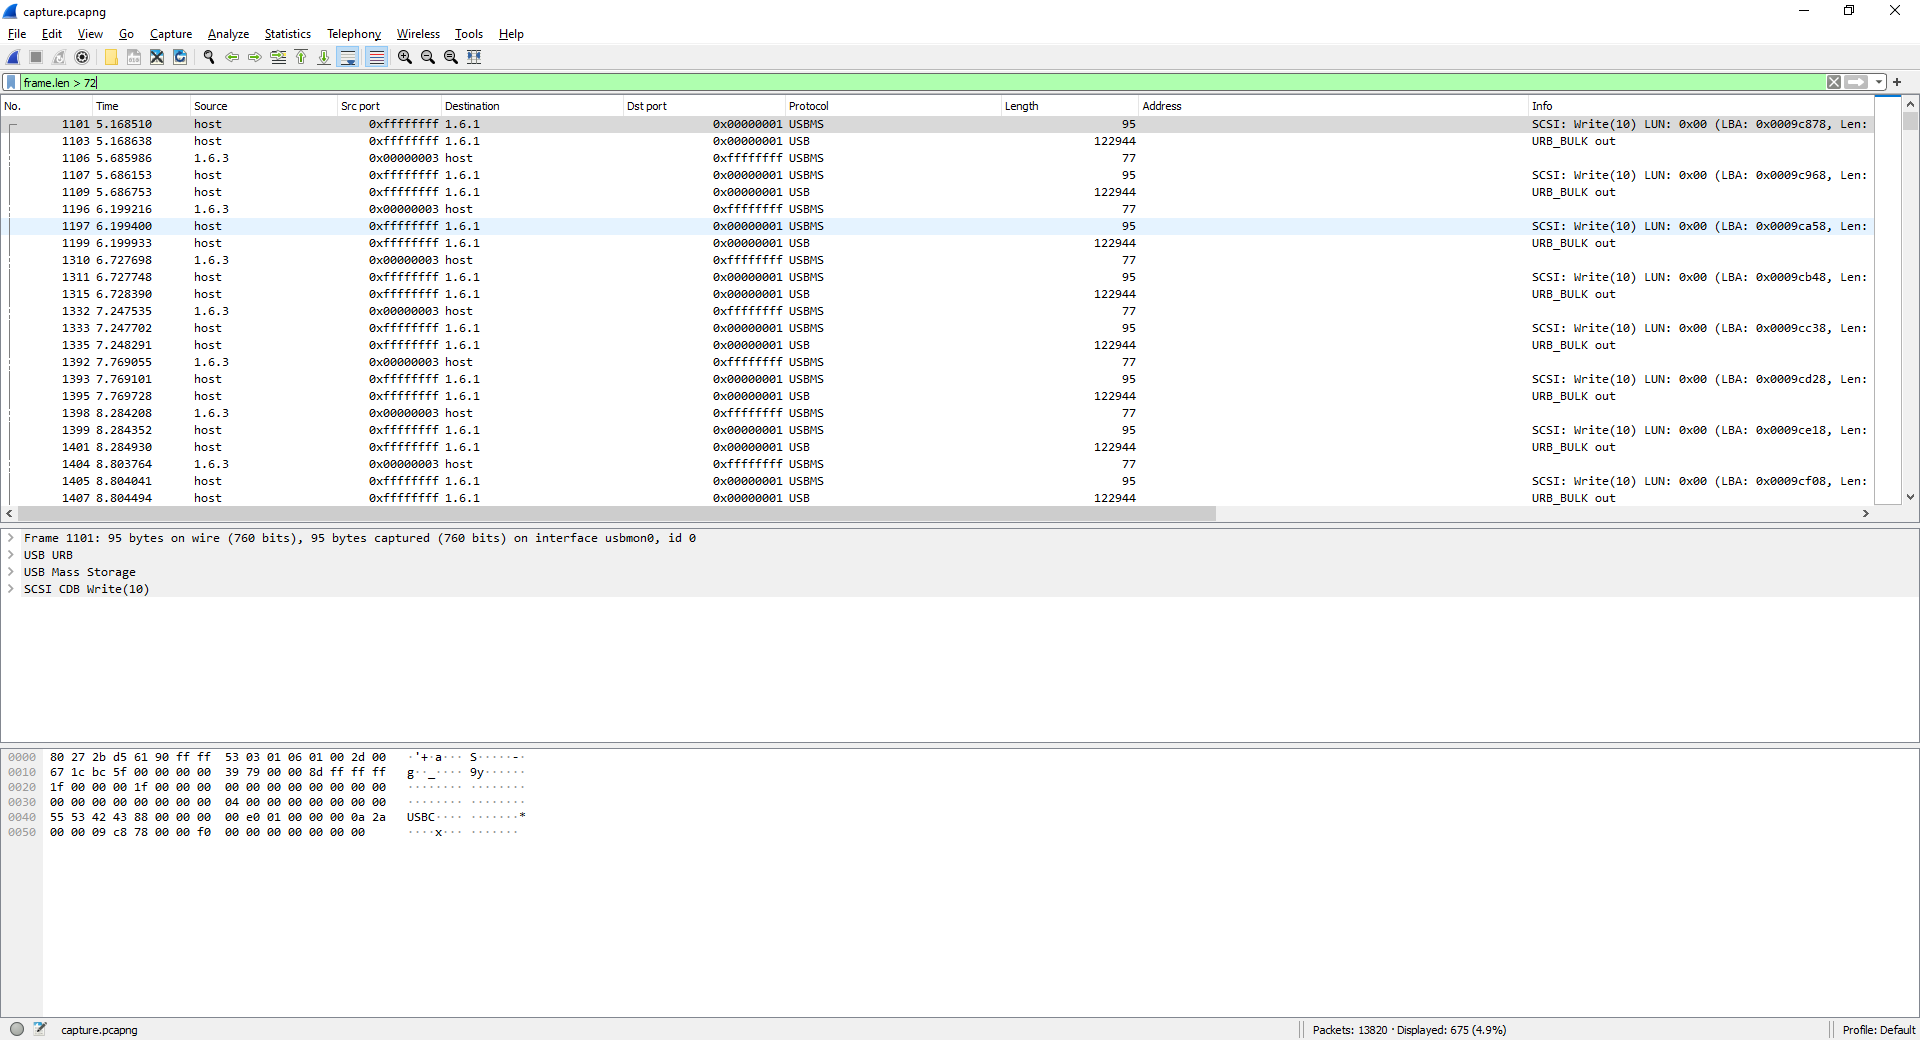 capture.pcapng
File Edit View Go Capture Analyze Statistics Telephony Wireless Tools Help
frame.len > 72
No. Time Source Src port Destination Dst port Protocol Length Address Info
1101 5.168510 host 0xffffffff 1.6.1 0x00000001 USBMS 95 SCSI: Write(10) LUN: 0x00 (LBA: 0x0009c878, Len:
1103 5.168638 host 0xffffffff 1.6.1 0x00000001 USB 122944 URB_BULK out
1106 5.685986 1.6.3 0x00000003 host 0xffffffff USBMS 77
1107 5.686153 host 0xffffffff 1.6.1 0x00000001 USBMS 95 SCSI: Write(10) LUN: 0x00 (LBA: 0x0009c968, Len:
1109 5.686753 host 0xffffffff 1.6.1 0x00000001 USB 122944 URB_BULK out
1196 6.199216 1.6.3 0x00000003 host 0xffffffff USBMS 77
1197 6.199400 host 0xffffffff 1.6.1 0x00000001 USBMS 95 SCSI: Write(10) LUN: 0x00 (LBA: 0x0009ca58, Len:
1199 6.199933 host 0xffffffff 1.6.1 0x00000001 USB 122944 URB_BULK out
1310 6.727698 1.6.3 0x00000003 host 0xffffffff USBMS 77
1311 6.727748 host 0xffffffff 1.6.1 0x00000001 USBMS 95 SCSI: Write(10) LUN: 0x00 (LBA: 0x0009cb48, Len:
1315 6.728390 host 0xffffffff 1.6.1 0x00000001 USB 122944 URB_BULK out
1332 7.247535 1.6.3 0x00000003 host 0xffffffff USBMS 77
1333 7.247702 host 0xffffffff 1.6.1 0x00000001 USBMS 95 SCSI: Write(10) LUN: 0x00 (LBA: 0x0009cc38, Len:
1335 7.248291 host 0xffffffff 1.6.1 0x00000001 USB 122944 URB_BULK out
1392 7.769055 1.6.3 0x00000003 host 0xffffffff USBMS 77
1393 7.769101 host 0xffffffff 1.6.1 0x00000001 USBMS 95 SCSI: Write(10) LUN: 0x00 (LBA: 0x0009cd28, Len:
1395 7.769728 host 0xffffffff 1.6.1 0x00000001 USB 122944 URB_BULK out
1398 8.284208 1.6.3 0x00000003 host 0xffffffff USBMS 77
1399 8.284352 host 0xffffffff 1.6.1 0x00000001 USBMS 95 SCSI: Write(10) LUN: 0x00 (LBA: 0x0009ce18, Len:
1401 8.284930 host 0xffffffff 1.6.1 0x00000001 USB 122944 URB_BULK out
1404 8.803764 1.6.3 0x00000003 host 0xffffffff USBMS 77
1405 8.804041 host 0xffffffff 1.6.1 0x00000001 USBMS 95 SCSI: Write(10) LUN: 0x00 (LBA: 0x0009cf08, Len:
1407 8.804494 host 0xffffffff 1.6.1 0x00000001 USB 122944 URB_BULK out
Frame 1101: 95 bytes on wire (760 bits), 95 bytes captured (760 bits) on interface usbmon0, id 0
USB URB
USB Mass Storage
SCSI CDB Write(10)
0000 80 27 2b d5 61 90 ff ff 53 03 01 06 01 00 2d 00 ·'+·a··· S·····-·
0010 67 1c bc 5f 00 00 00 00 39 79 00 00 8d ff ff ff g··_···· 9y······
0020 1f 00 00 00 1f 00 00 00 00 00 00 00 00 00 00 00 ········ ········
0030 00 00 00 00 00 00 00 00 04 00 00 00 00 00 00 00 ········ ········
0040 55 53 42 43 88 00 00 00 00 e0 01 00 00 00 0a 2a USBC···· ·······*
0050 00 00 09 c8 78 00 00 f0 00 00 00 00 00 00 00 ····x··· ·······
capture.pcapng Packets: 13820 · Displayed: 675 (4.9%) Profile: Default